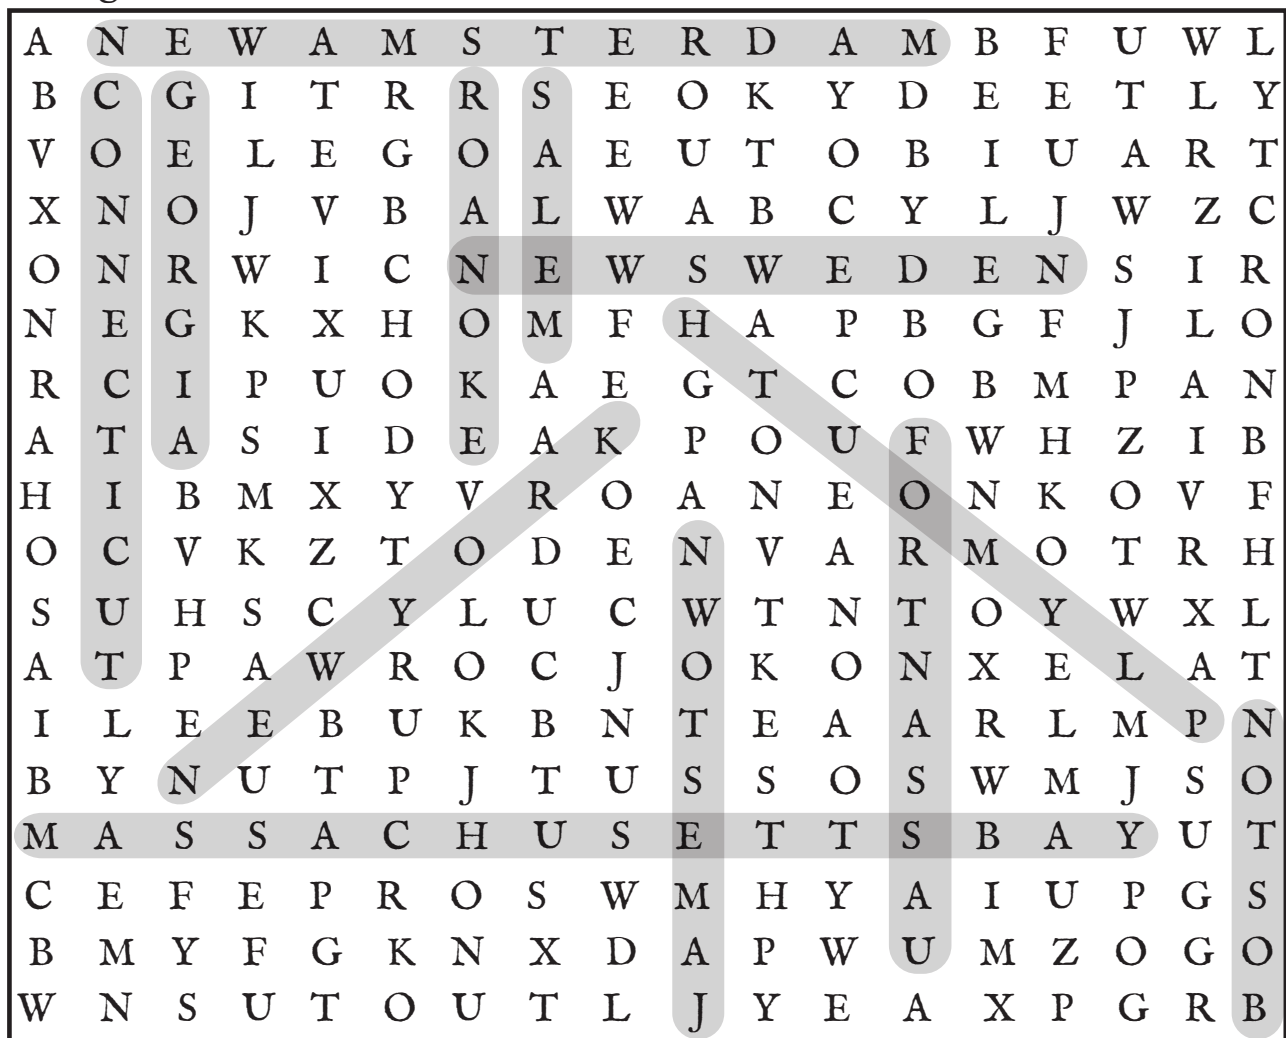 A N E W A M S T E R D A M B F U W L
B C G I T R R S E O K Y D E E T L Y
V O E L E G O A E U T O B I U A R T
X N O J V B A L W A B C Y L J W Z C
O N R W I C N E W S W E D E N S I R
N E G K X H O M F H A P B G F J L O
R C I P U O K A E G T C O B M P A N
A T A S I D E A K P O U F W H Z I B
H I B M X Y V R O A N E O N K O V F
O C V K Z T O D E N V A R M O T R H
S U H S C Y L U C W T N T O Y W X L
A T P A W R O C J O K O N X E L A T
I L E E B U K B N T E A A R L M P N
B Y N U T P J T U S S O S W M J S O
M A S S A C H U S E T T S B A Y U T
C E F E P R O S W M H Y A I U P G S
B M Y F G K N X D A P W U M Z O G O
W N S U T O U T L J Y E A X P G R B